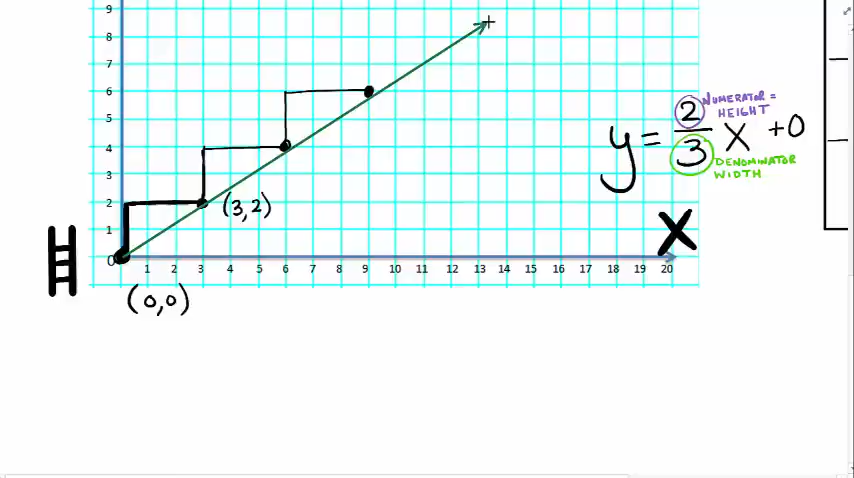 9
8
7
6
5
4
3
2
1
0
(3,2)
y = 2/3 x +0
NUMERATOR =
HEIGHT
DENOMINATOR
WIDTH
X
1 2 3 4 5 6 7 8 9 10 11 12 13 14 15 16 17 18 19 20
(0,0)